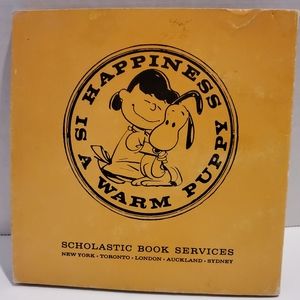 HAPPINESS IS
A WARM PUPPY
SCHOLASTIC BOOK SERVICES
NEW YORK • TORONTO • LONDON • AUCKLAND • SYDNEY